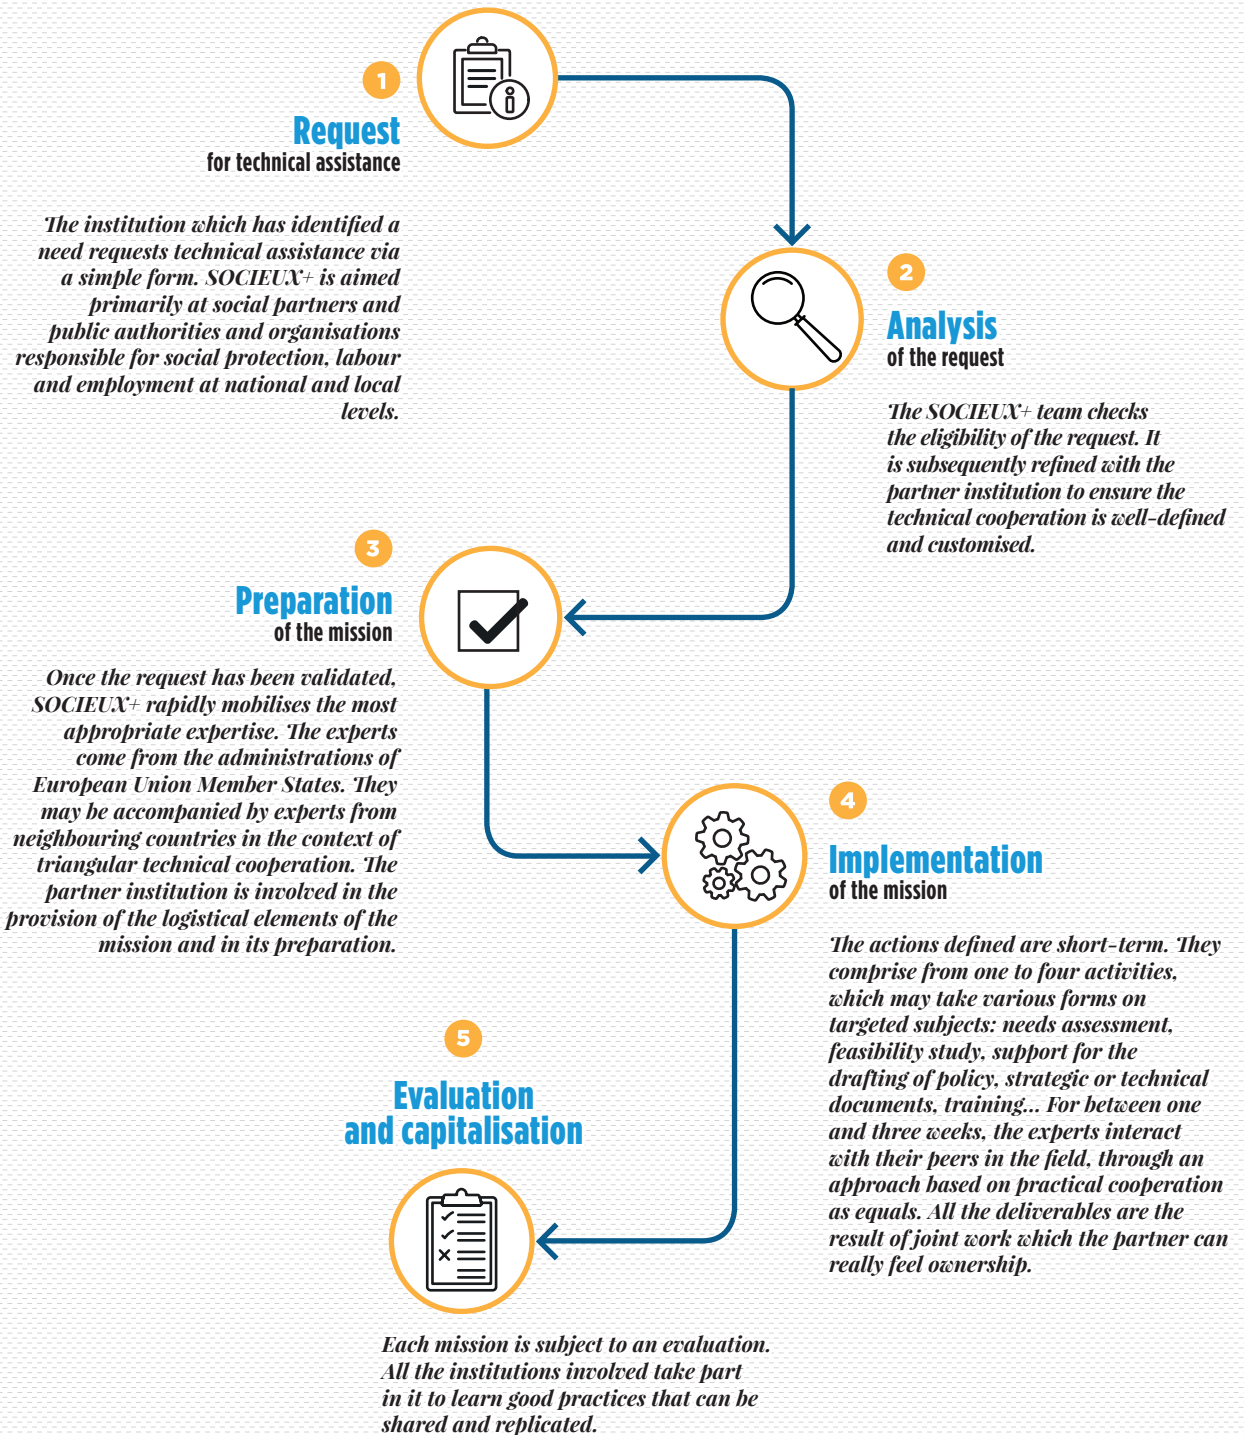 1
Request
for technical assistance
The institution which has identified a
need requests technical assistance via
a simple form. SOCIEUX+ is aimed
primarily at social partners and
public authorities and organisations
responsible for social protection, labour
and employment at national and local
levels.
2
Analysis
of the request
The SOCIEUX+ team checks
the eligibility of the request. It
is subsequently refined with the
partner institution to ensure the
technical cooperation is well-defined
and customised.
3
Preparation
of the mission
Once the request has been validated,
SOCIEUX+ rapidly mobilises the most
appropriate expertise. The experts
come from the administrations of
European Union Member States. They
may be accompanied by experts from
neighbouring countries in the context of
triangular technical cooperation. The
partner institution is involved in the
provision of the logistical elements of the
mission and in its preparation.
4
Implementation
of the mission
The actions defined are short-term. They
comprise from one to four activities,
which may take various forms on
targeted subjects: needs assessment,
feasibility study, support for the
drafting of policy, strategic or technical
documents, training... For between one
and three weeks, the experts interact
with their peers in the field, through an
approach based on practical cooperation
as equals. All the deliverables are the
result of joint work which the partner can
really feel ownership.
5
Evaluation
and capitalisation
Each mission is subject to an evaluation.
All the institutions involved take part
in it to learn good practices that can be
shared and replicated.